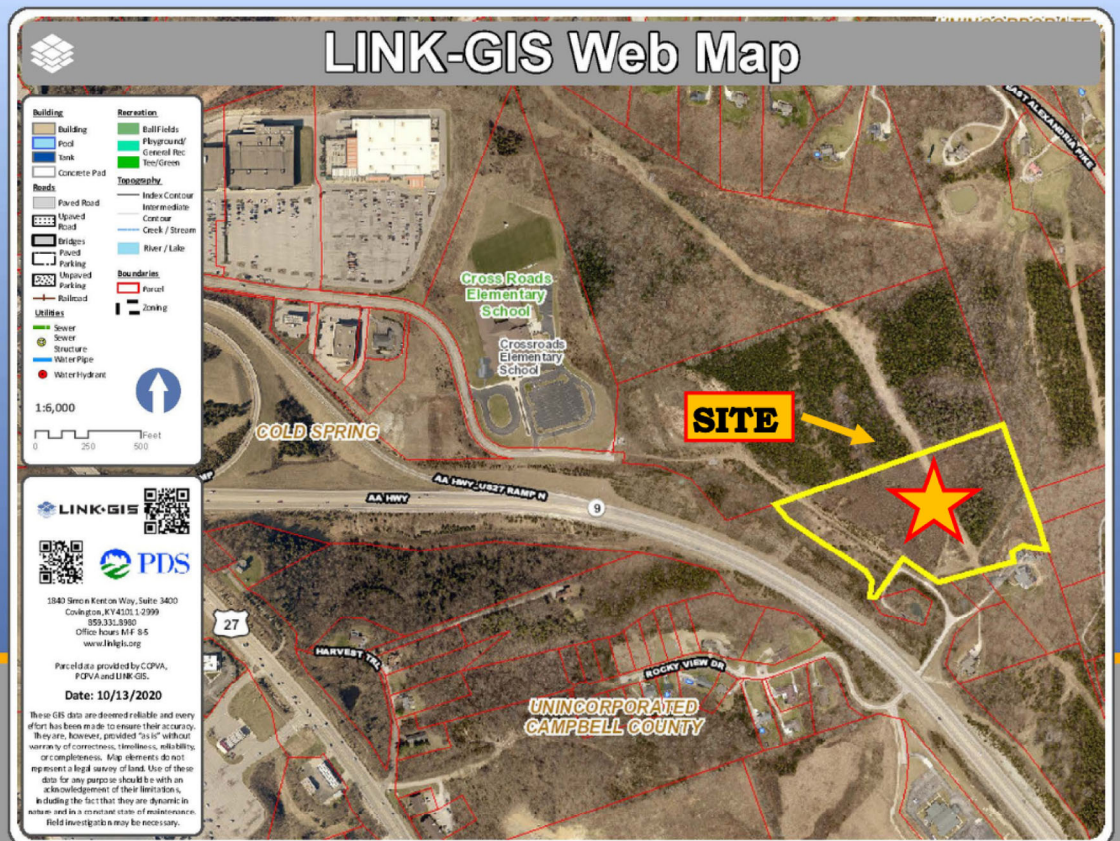 UNINCORPORATE
LINK-GIS Web Map
Building
Building
Pool
Tank
Concrete Pad
Roads
Paved Road
Upaved
Road
Bridges
Paved
Parking
Unpaved
Parking
Railroad
Utilities
Sewer
Sewer
Structure
Water Pipe
Water Hydrant
Recreation
Ball Fields
Playground/
General Rec
Tee/Green
Topography
Index Contour
Intermediate
Contour
Creek / Stream
River / Lake
Boundaries
Parcel
Zoning
1:6,000
Feet
0 250 500
EAST ALEXANDRIA PIKE
Cross Roads
Elementary
School
Crossroads
Elementary
School
SITE
COLD SPRING
MP
AA HWY_US27 RAMP N
AA HWY
9
27
HARVEST TRL
ROCKY VIEW DR
UNINCORPORATED
CAMPBELL COUNTY
LINK-GIS
PDS
1840 Simon Kenton Way, Suite 3400
Covington, KY 41011-2999
859.331.8980
Office hours M-F 8-5
www.linkgis.org
Parcel data provided by CCPVA,
PCPVA and LINK-GIS.
Date: 10/13/2020
These GIS data are deemed reliable and every
effort has been made to ensure their accuracy.
They are, however, provided "as is" without
warranty of correctness, timeliness, reliability,
or completeness. Map elements do not
represent a legal survey of land. Use of these
data for any purpose should be with an
acknowledgement of their limitations,
including the fact that they are dynamic in
nature and in a constant state of maintenance.
Field investigation may be necessary.